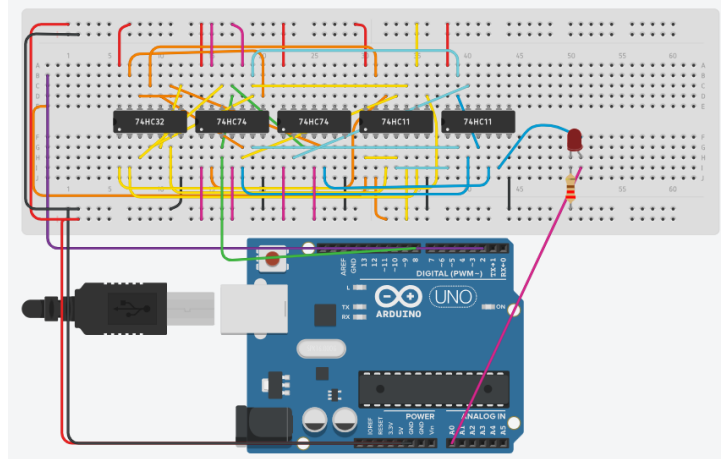 1 5 25 35 45 50 55 60
A
B
C
D
E
74HC32 74HC74 74HC74 74HC11 74HC11
F
G
H
I
J
1 5 45 55 60
AREF
GND
13
12
~11
~10
~9
8
7
~6
~5
4
~3
2
TX→1
RX←0
DIGITAL (PWM~)
L
TX
RX
ARDUINO
UNO
ON
POWER
ANALOG IN
IOREF
RESET
3.3V
5V
GND
GND
Vin
A0
A1
A2
A3
A4
A5